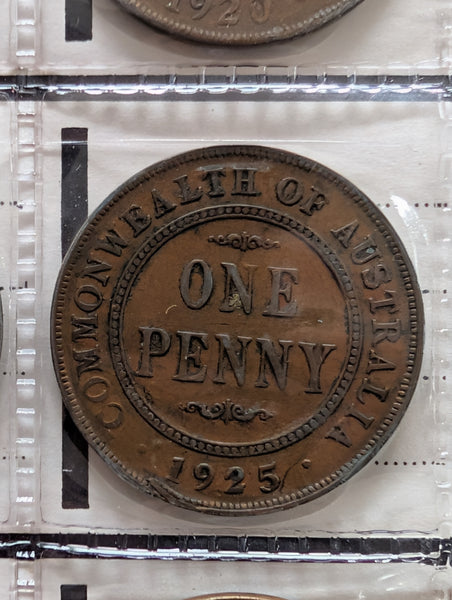 COMMONWEALTH OF AUSTRALIA
ONE
PENNY
1925